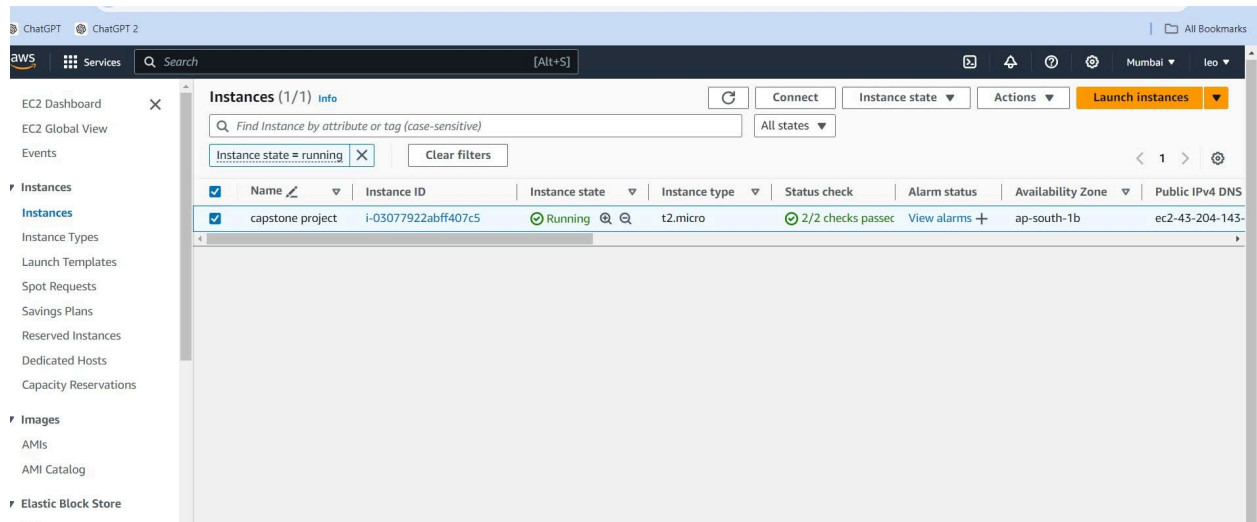 ChatGPT ChatGPT 2 All Bookmarks
aws Services Search [Alt+S] Mumbai leo
EC2 Dashboard
EC2 Global View
Events
Instances
Instances
Instance Types
Launch Templates
Spot Requests
Savings Plans
Reserved Instances
Dedicated Hosts
Capacity Reservations
Images
AMIs
AMI Catalog
Elastic Block Store
Instances (1/1) Info Connect Instance state Actions Launch instances
Find Instance by attribute or tag (case-sensitive) All states
Instance state = running Clear filters 1
Name Instance ID Instance state Instance type Status check Alarm status Availability Zone Public IPv4 DNS
capstone project i-03077922abff407c5 Running t2.micro 2/2 checks passec View alarms + ap-south-1b ec2-43-204-143-